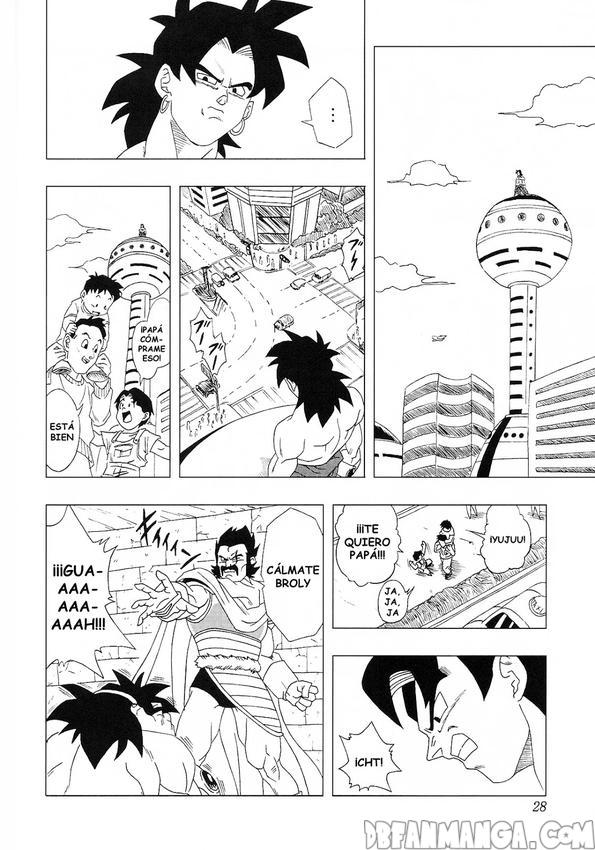 ...
¡PAPÁ
CÓM-
PRAME
ESO!
ESTÁ
BIEN
¡YUJUU!
¡¡¡TE
QUIERO
PAPÁ!!!
JA,
JA,
JA
¡CHT!
CÁLMATE
BROLY
¡¡¡GUA-
AAA-
AAA-
AAAH!!!
28
DBFANMANGA.COM